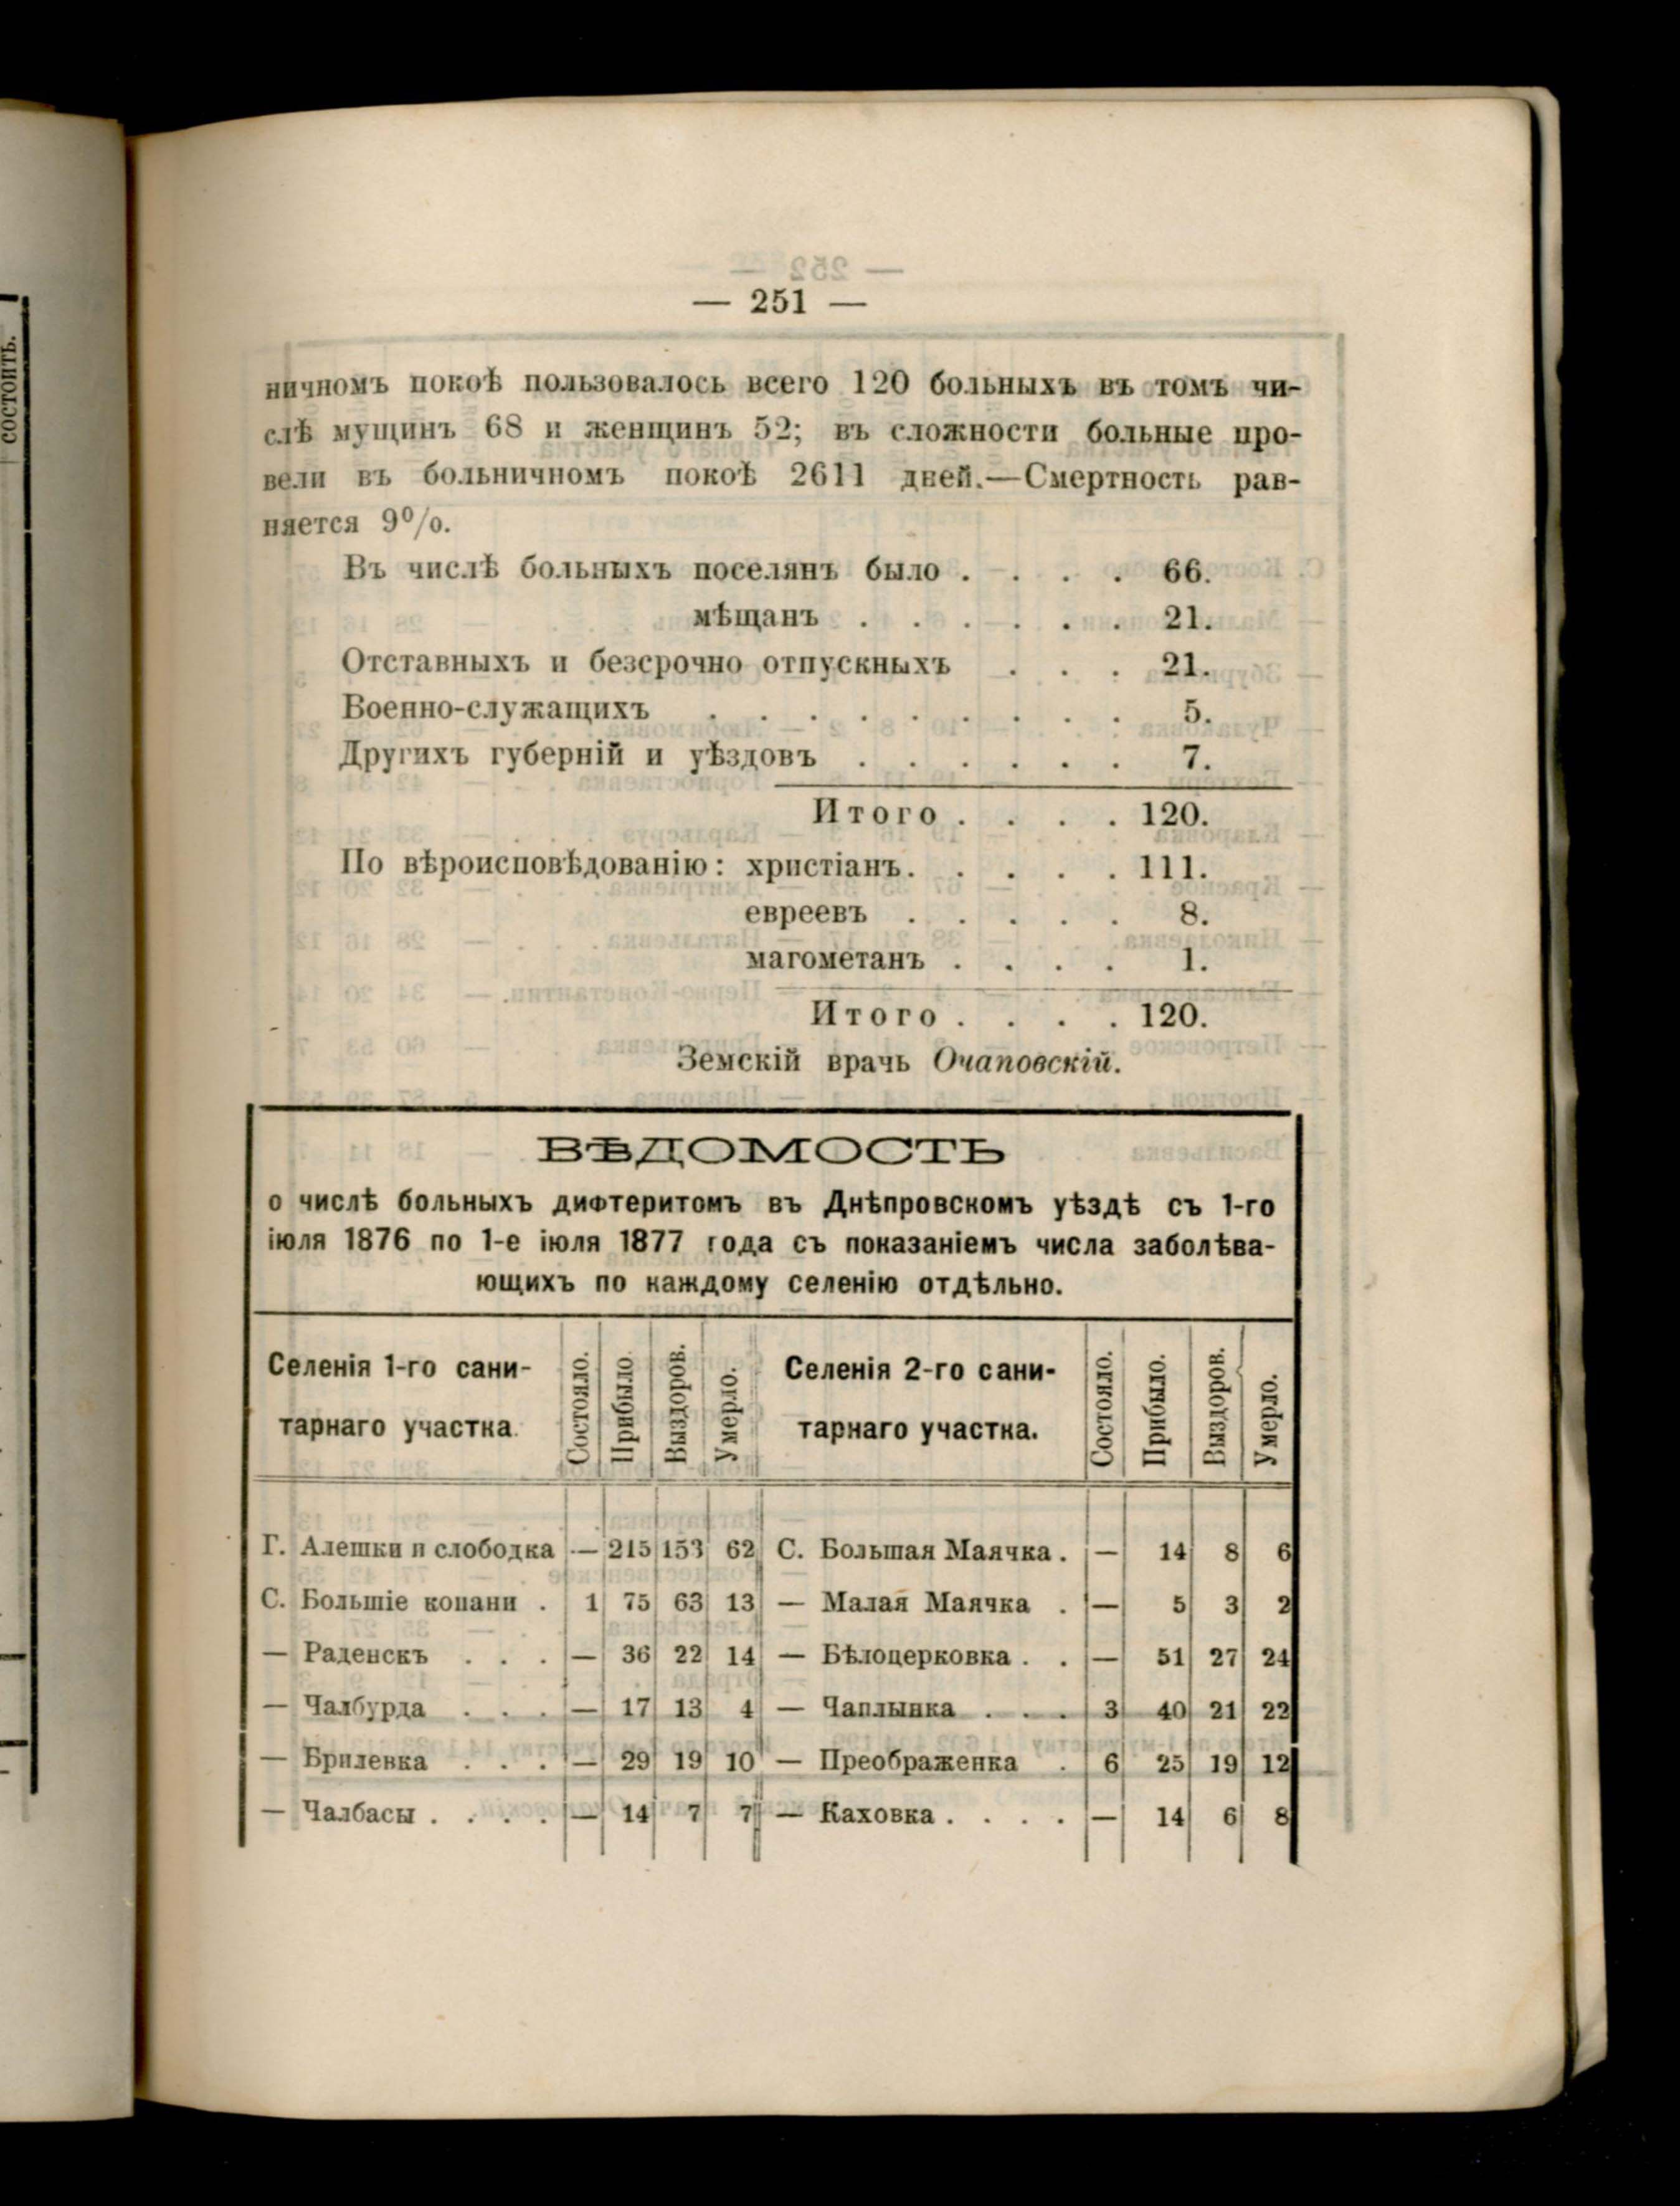 — 251 —
ничномъ покоѣ пользовалось всего 120 больныхъ въ томъ чи-
слѣ мущинъ 68 и женщинъ 52; въ сложности больные про-
вели въ больничномъ покоѣ 2611 дней.—Смертность рав-
няется 9%.
Въ числѣ больныхъ поселянъ было . . . . 66.
мѣщанъ . . . . . . 21.
Отставныхъ и безсрочно отпускныхъ . . . 21.
Военно-служащихъ . . . . . . . . . 5.
Другихъ губерній и уѣздовъ . . . . . . 7.
Итого . . . . 120.
По вѣроисповѣдованію: христіанъ. . . . . 111.
евреевъ . . . . . 8.
магометанъ . . . . 1.
Итого . . . . 120.
Земскій врачь Очаповскій.
ВѢДОМОСТЬ
о числѣ больныхъ дифтеритомъ въ Днѣпровскомъ уѣздѣ съ 1-го
іюля 1876 по 1-е іюля 1877 года съ показаніемъ числа заболѣва-
ющихъ по каждому селенію отдѣльно.
Селенія 1-го сани-
тарнаго участка. Состояло. Прибыло Выздоров. Умерло. Селенія 2-го сани-
тарнаго участка. Состояло. Прибыло. Выздоров. Умерло.
Г. Алешки и слободка — 215 153 62 С. Большая Маячка . — 14 8 6
С. Большіе копани . 1 75 63 13 — Малая Маячка . — 5 3 2
— Раденскъ . . . — 36 22 14 — Бѣлоцерковка . . — 51 27 24
— Чалбурда . . . — 17 13 4 — Чаплынка . . . 3 40 21 22
— Брилевка . . . — 29 19 10 — Преображенка . 6 25 19 12
— Чалбасы . . . . — 14 7 7 — Каховка . . . . — 14 6 8
состоитъ.